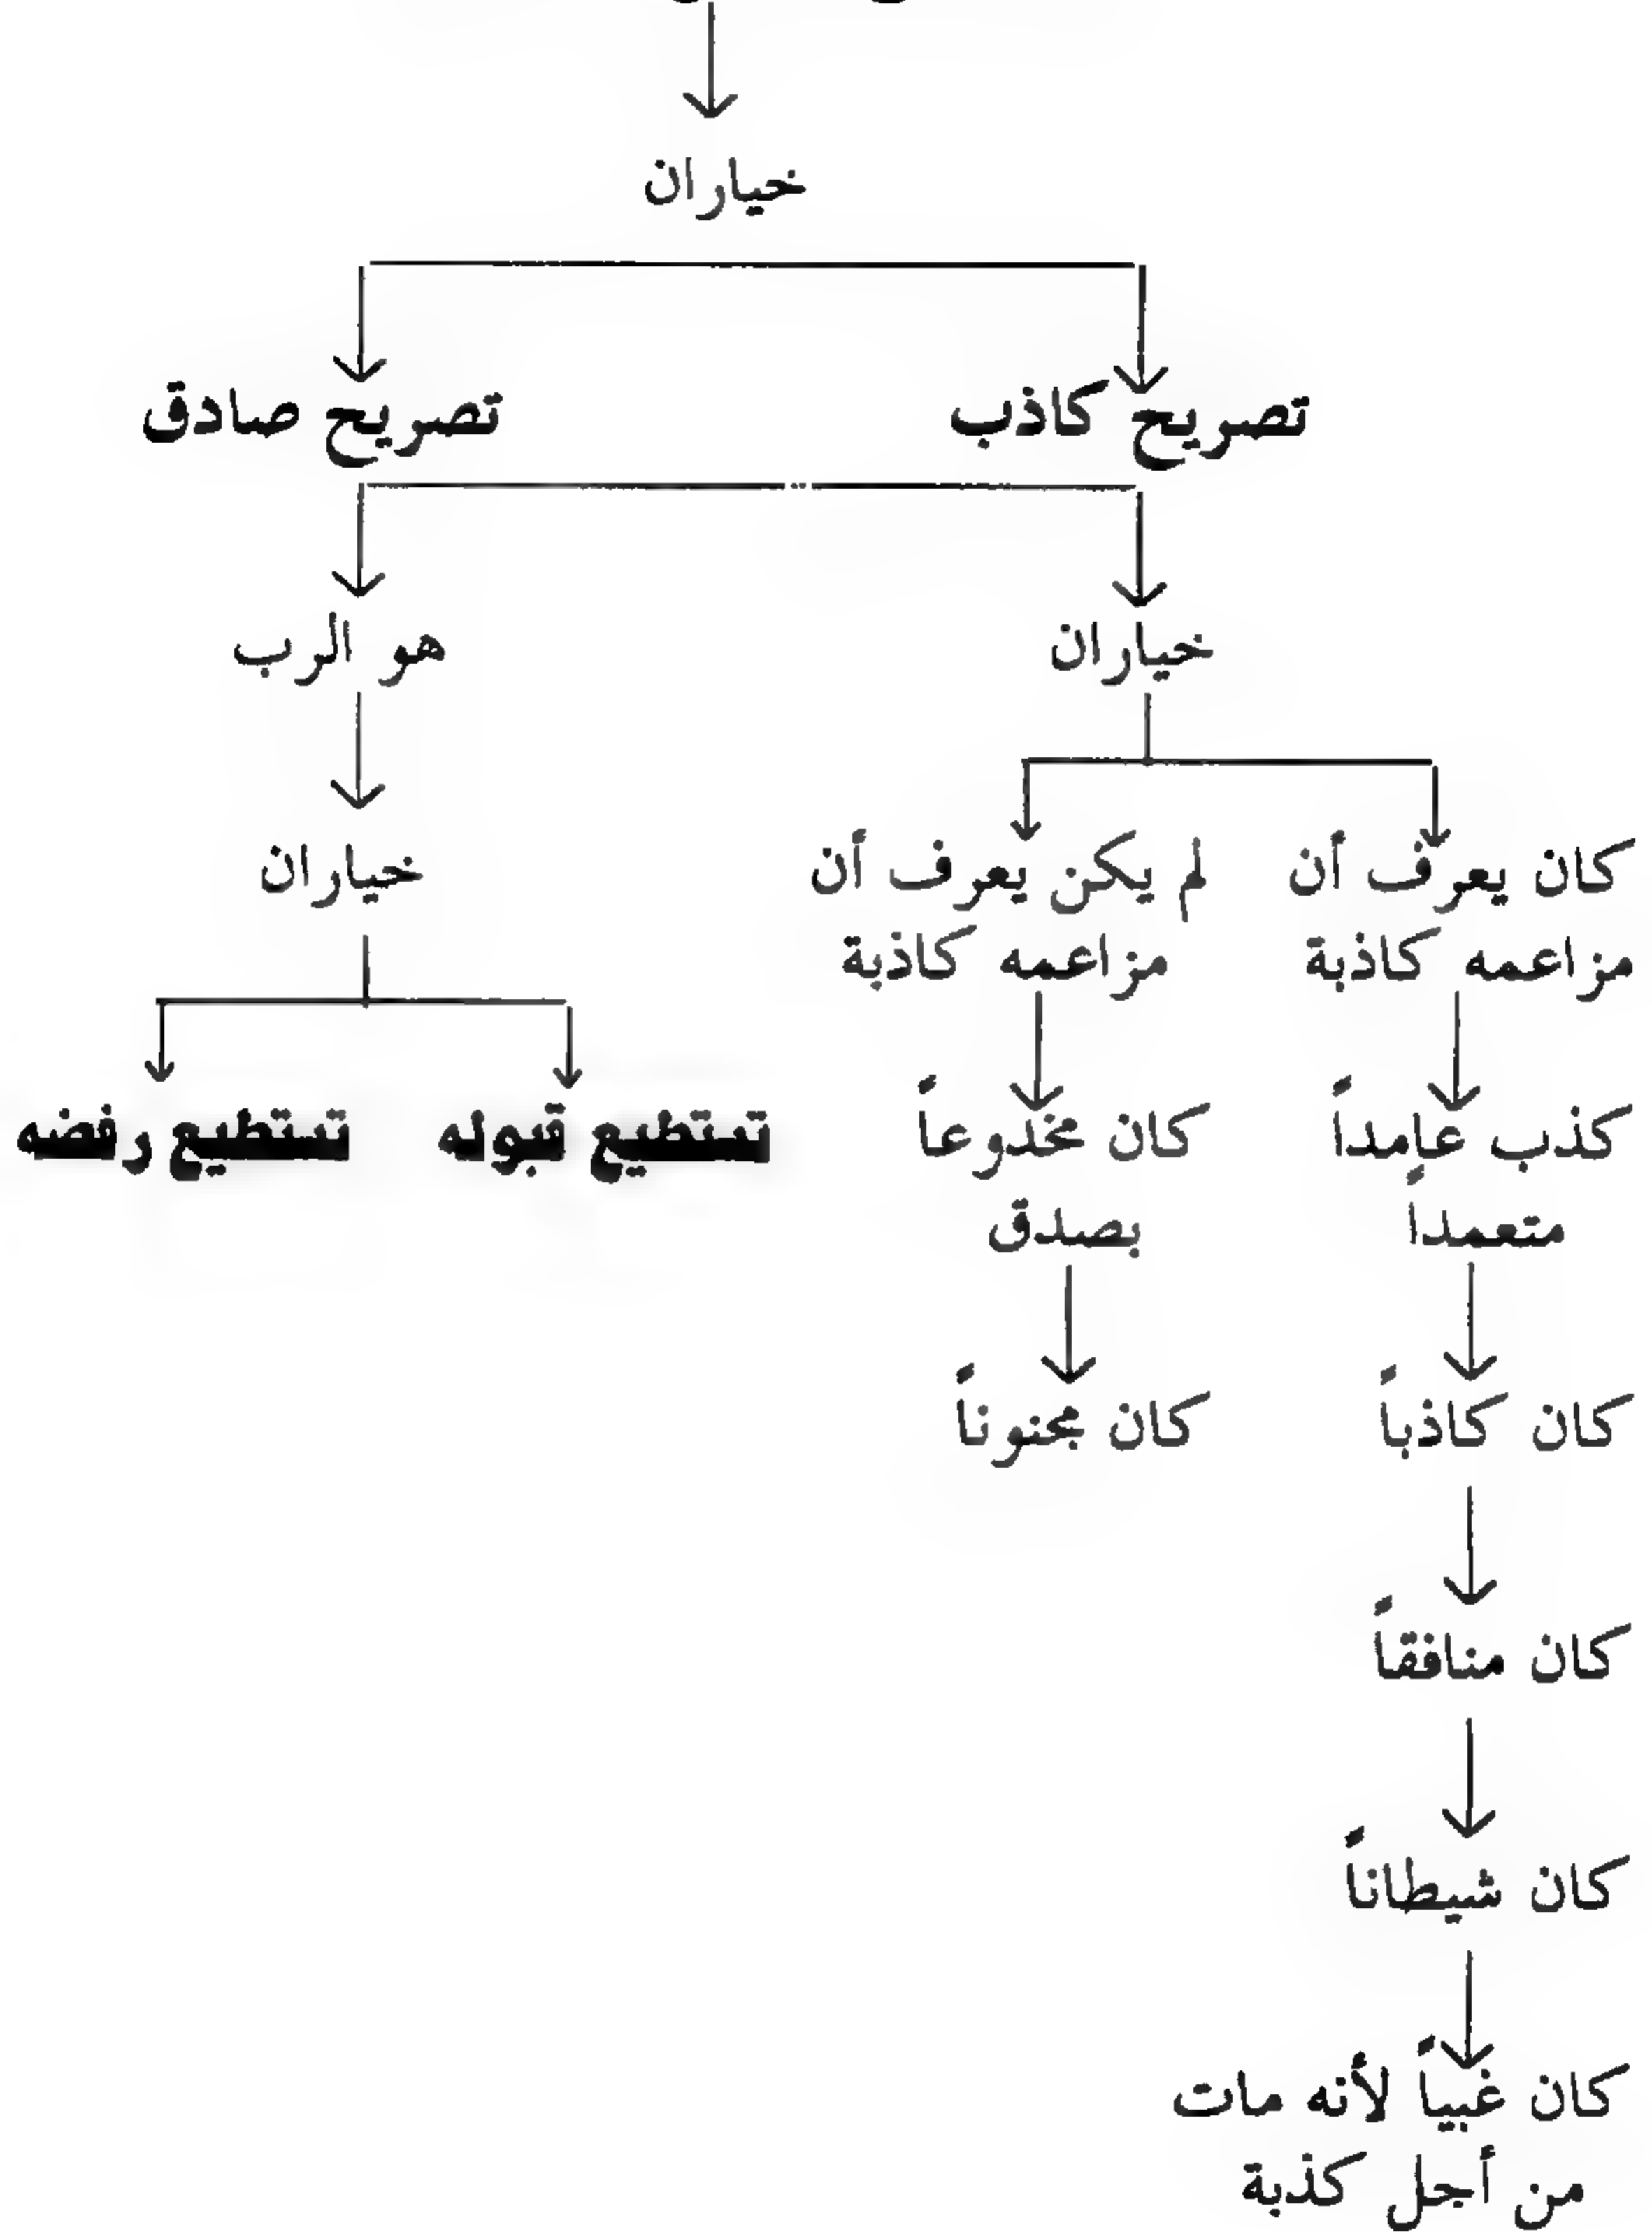 خياران
تصريح كاذب
تصريح صادق
خياران
هو الرب
كان يعرف أن
مزاعمه كاذبة
لم يكن يعرف أن
مزاعمه كاذبة
خياران
كذب عامداً
متعمداً
كان مخدوعاً
بصدق
تستطيع قبوله
تستطيع رفضه
كان كاذباً
كان مجنوناً
كان منافقاً
كان شيطاناً
كان غبياً لأنه مات
من أجل كذبة